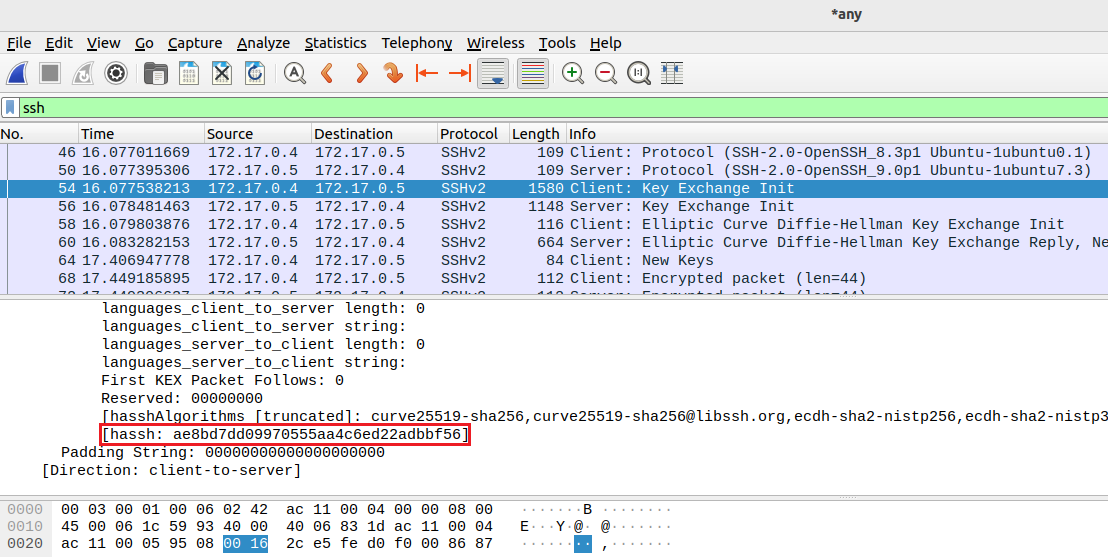 *any
File Edit View Go Capture Analyze Statistics Telephony Wireless Tools Help
ssh
No. Time Source Destination Protocol Length Info
46 16.077011669 172.17.0.4 172.17.0.5 SSHv2 109 Client: Protocol (SSH-2.0-OpenSSH_8.3p1 Ubuntu-1ubuntu0.1)
50 16.077395306 172.17.0.5 172.17.0.4 SSHv2 109 Server: Protocol (SSH-2.0-OpenSSH_9.0p1 Ubuntu-1ubuntu7.3)
54 16.077538213 172.17.0.4 172.17.0.5 SSHv2 1580 Client: Key Exchange Init
56 16.078481463 172.17.0.5 172.17.0.4 SSHv2 1148 Server: Key Exchange Init
58 16.079803876 172.17.0.4 172.17.0.5 SSHv2 116 Client: Elliptic Curve Diffie-Hellman Key Exchange Init
60 16.083282153 172.17.0.5 172.17.0.4 SSHv2 664 Server: Elliptic Curve Diffie-Hellman Key Exchange Reply, Ne
64 17.406947778 172.17.0.4 172.17.0.5 SSHv2 84 Client: New Keys
68 17.449185895 172.17.0.4 172.17.0.5 SSHv2 112 Client: Encrypted packet (len=44)
languages_client_to_server length: 0
languages_client_to_server string:
languages_server_to_client length: 0
languages_server_to_client string:
First KEX Packet Follows: 0
Reserved: 00000000
[hasshAlgorithms [truncated]: curve25519-sha256,curve25519-sha256@libssh.org,ecdh-sha2-nistp256,ecdh-sha2-nistp3
[hassh: ae8bd7dd09970555aa4c6ed22adbbf56]
Padding String: 00000000000000000000
[Direction: client-to-server]
0000 00 03 00 01 00 06 02 42 ac 11 00 04 00 00 08 00 ·······B ········
0010 45 00 06 1c 59 93 40 00 40 06 83 1d ac 11 00 04 E···Y·@· @·······
0020 ac 11 00 05 95 08 00 16 2c e5 fe d0 f0 00 86 87 ········ ,·······